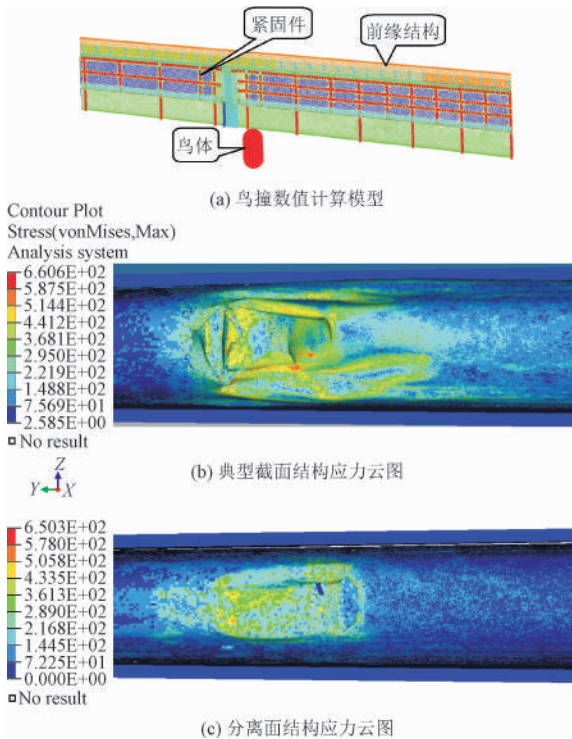 紧固件
前缘结构
鸟体
(a) 鸟撞数值计算模型
Contour Plot
Stress(vonMises,Max)
Analysis system
6.606E+02
5.875E+02
5.144E+02
4.412E+02
3.681E+02
2.950E+02
2.219E+02
1.488E+02
7.569E+01
2.585E+00
No result
(b) 典型截面结构应力云图
Z
Y
X
6.503E+02
5.780E+02
5.058E+02
4.335E+02
3.613E+02
2.890E+02
2.168E+02
1.445E+02
7.225E+01
0.000E+00
No result
(c) 分离面结构应力云图